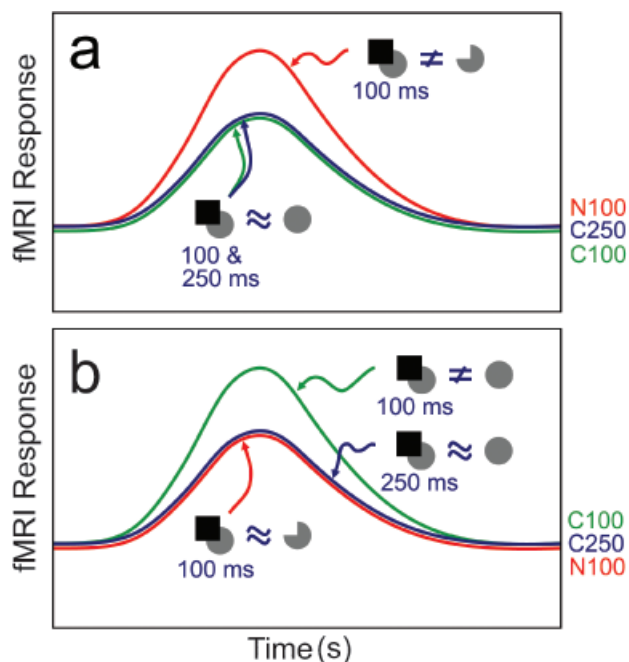 a
fMRI Response
≠
100 ms
≈
100 &
250 ms
N100
C250
C100
b
fMRI Response
≠
100 ms
≈
250 ms
≈
100 ms
C100
C250
N100
Time (s)